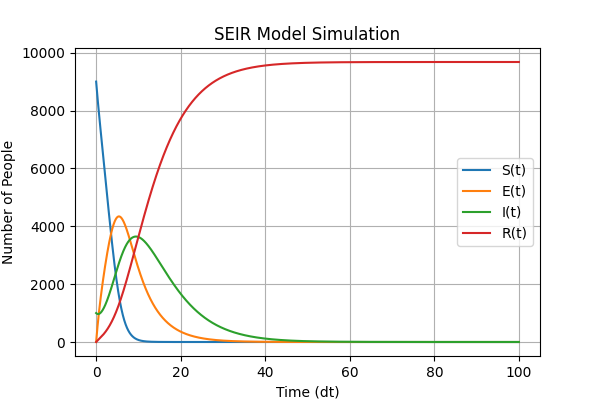 SEIR Model Simulation
Number of People
10000
8000
6000
4000
2000
0
S(t)
E(t)
I(t)
R(t)
0 20 40 60 80 100
Time (dt)